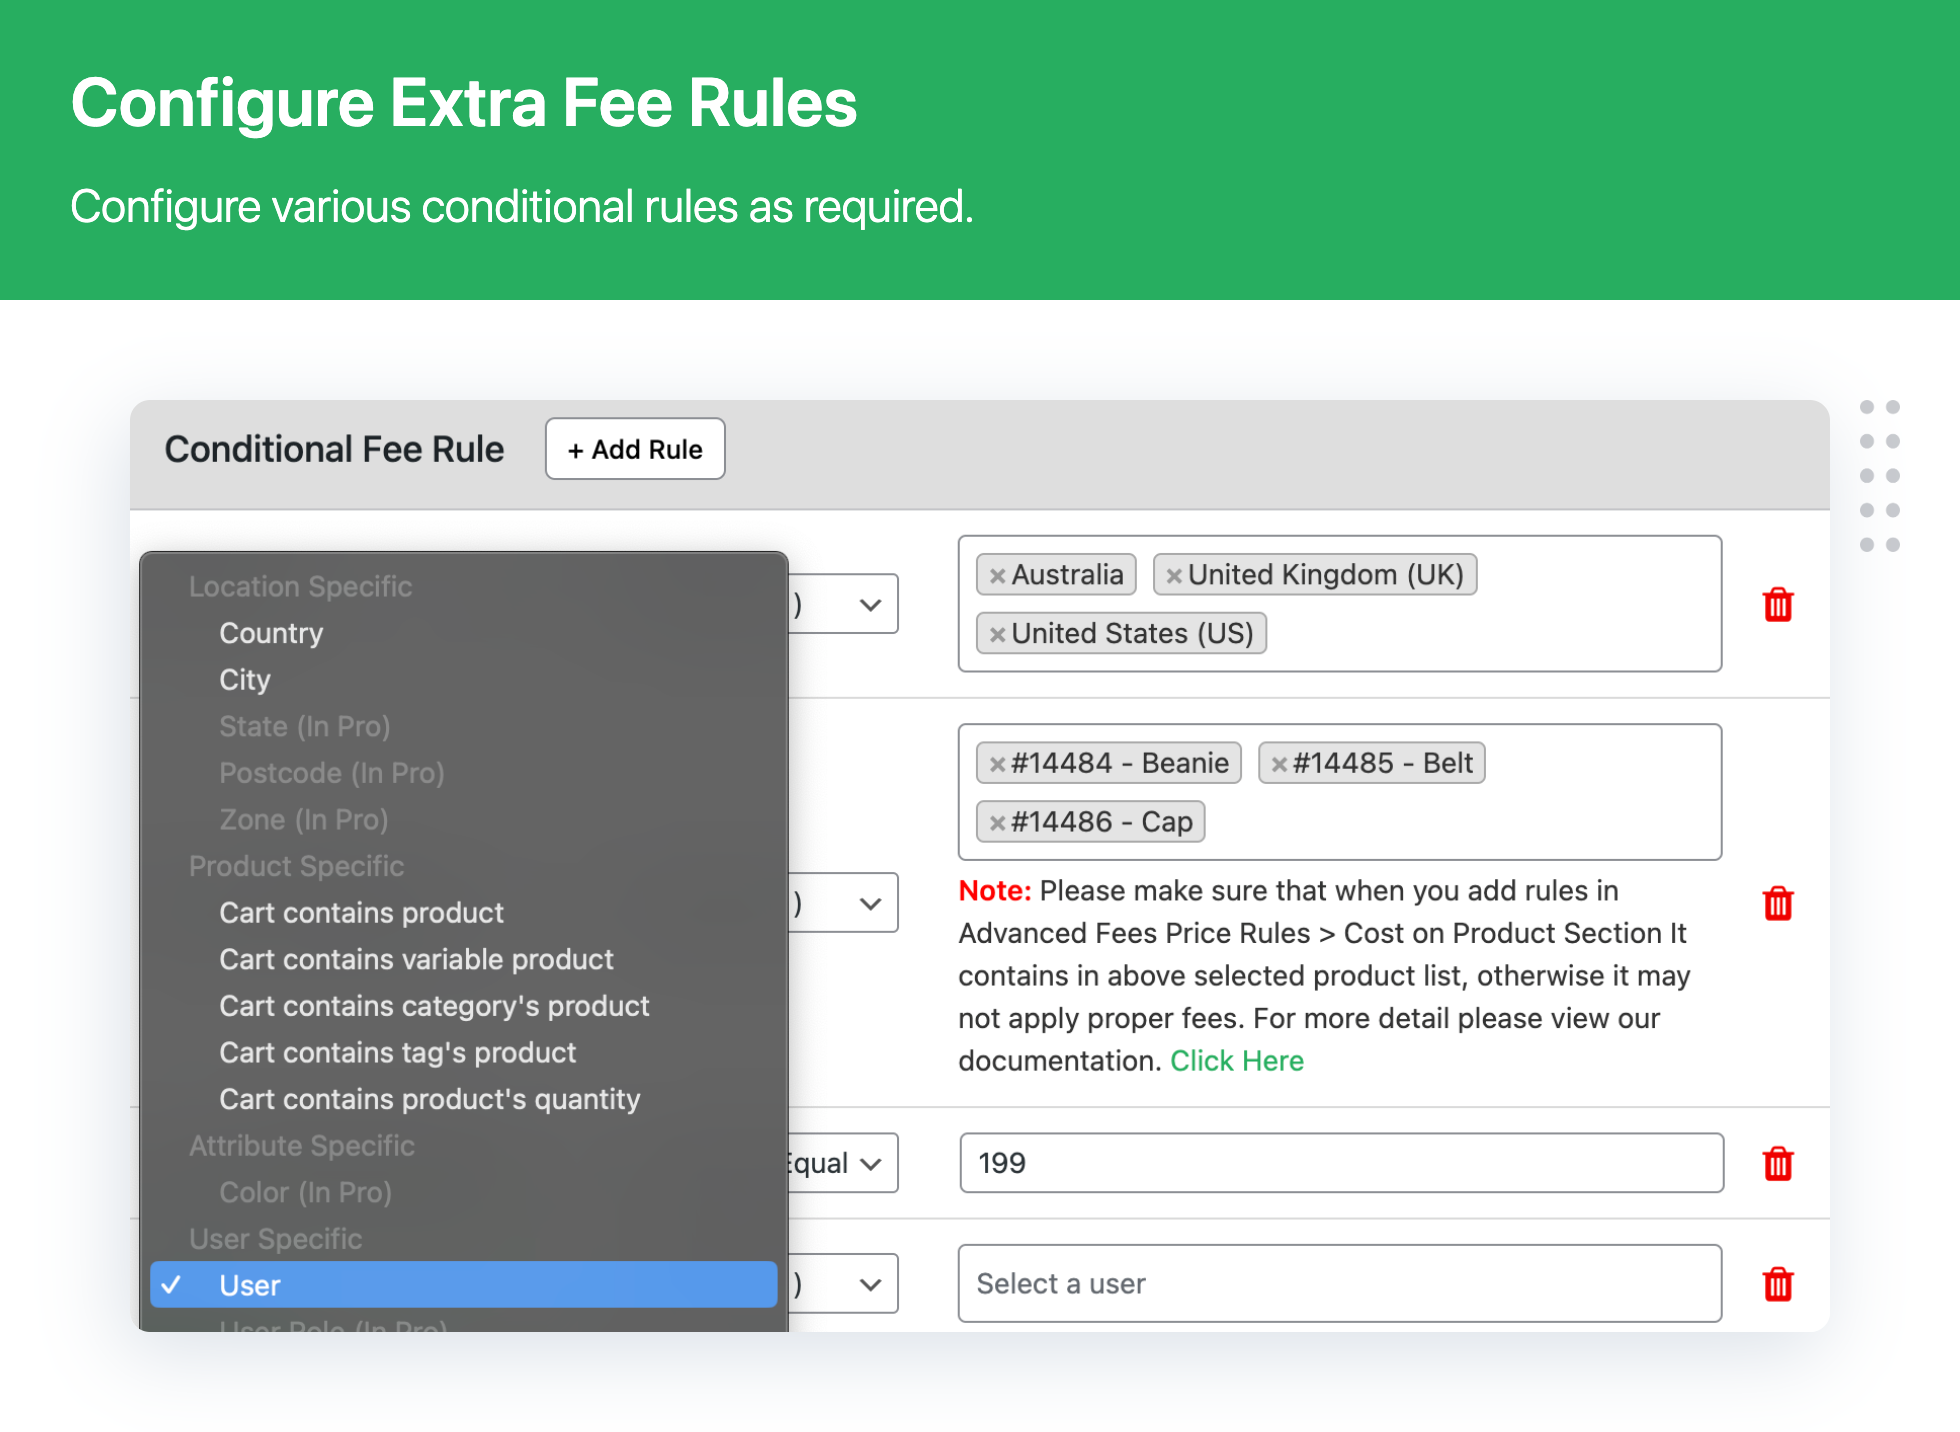 Configure Extra Fee Rules
Configure various conditional rules as required.
Conditional Fee Rule
+ Add Rule
Location Specific
Country
City
State (In Pro)
Postcode (In Pro)
Zone (In Pro)
Product Specific
Cart contains product
Cart contains variable product
Cart contains category's product
Cart contains tag's product
Cart contains product's quantity
Attribute Specific
Color (In Pro)
User Specific
✓ User
User Role (In Pro)
)
× Australia × United Kingdom (UK)
× United States (US)
)
× #14484 - Beanie × #14485 - Belt
× #14486 - Cap
Note: Please make sure that when you add rules in
Advanced Fees Price Rules > Cost on Product Section It
contains in above selected product list, otherwise it may
not apply proper fees. For more detail please view our
documentation. Click Here
Equal
199
)
Select a user